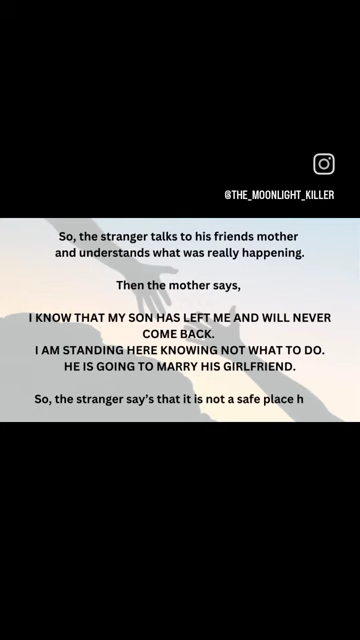 @THE_MOONLIGHT_KILLER
So, the stranger talks to his friends mother
and understands what was really happening.
Then the mother says,
I KNOW THAT MY SON HAS LEFT ME AND WILL NEVER
COME BACK.
I AM STANDING HERE KNOWING NOT WHAT TO DO.
HE IS GOING TO MARRY HIS GIRLFRIEND.
So, the stranger say's that it is not a safe place h